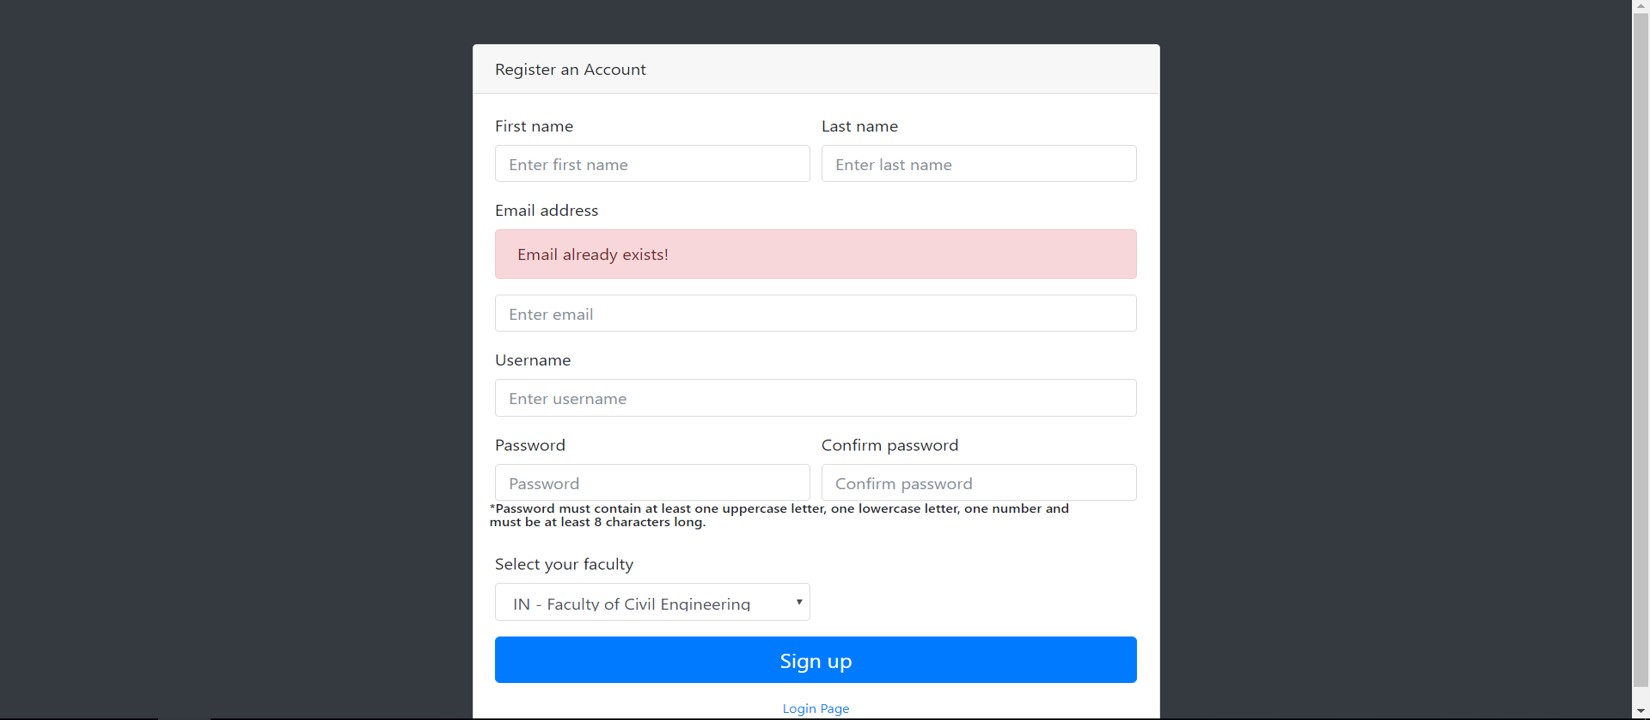 Register an Account
First name
Last name
Enter first name
Enter last name
Email address
Email already exists!
Enter email
Username
Enter username
Password
Confirm password
Password
Confirm password
*Password must contain at least one uppercase letter, one lowercase letter, one number and
must be at least 8 characters long.
Select your faculty
IN - Faculty of Civil Engineering
Sign up
Login Page